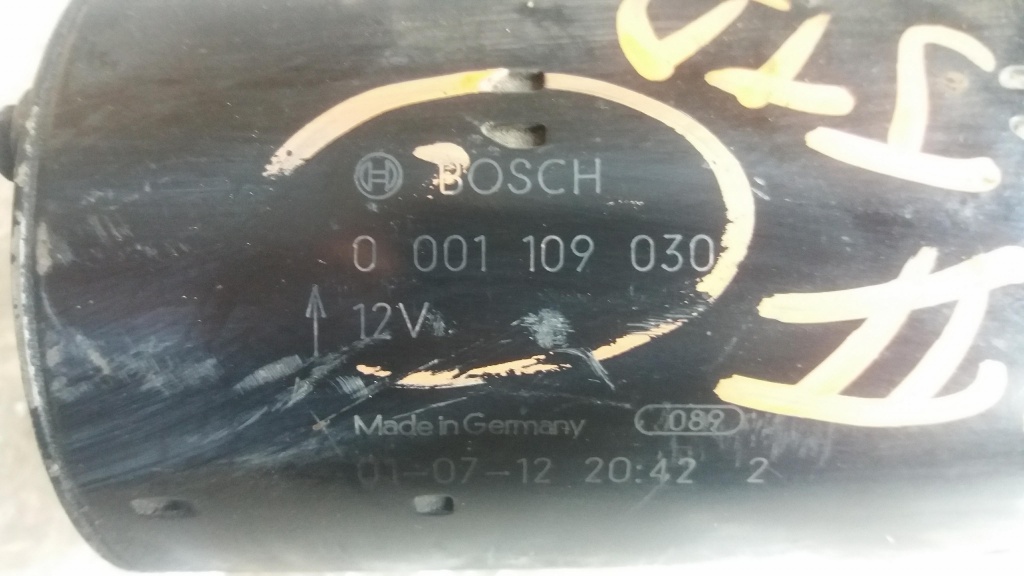 BOSCH
0 001 109 030
12V
Made in Germany 089
01-07-12 20:42 2